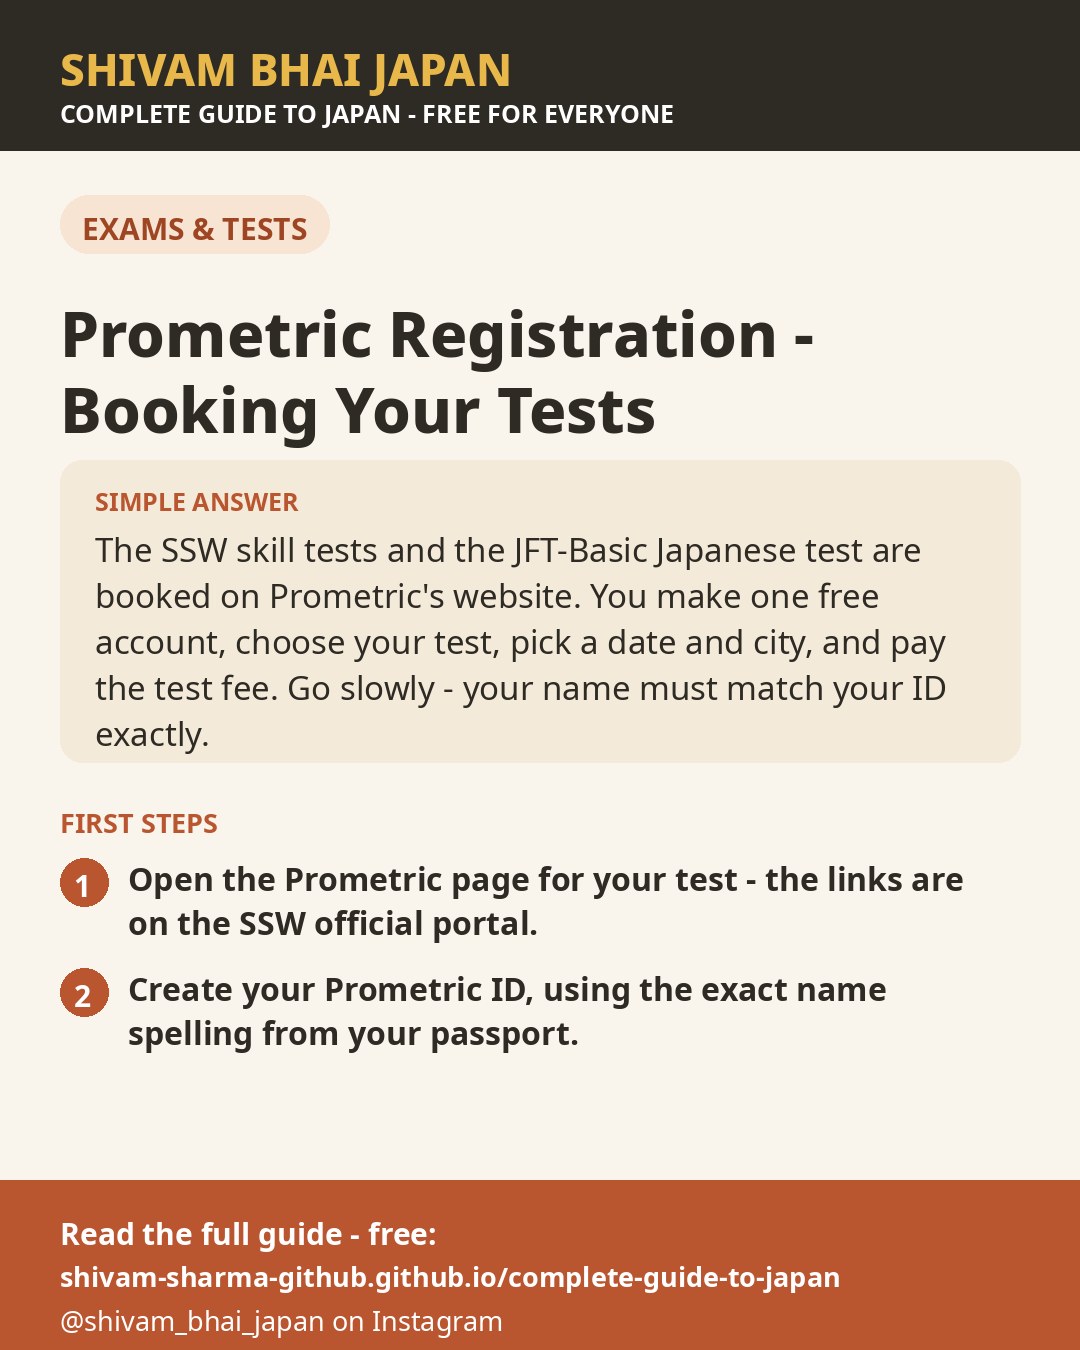 SHIVAM BHAI JAPAN
COMPLETE GUIDE TO JAPAN - FREE FOR EVERYONE
EXAMS & TESTS
Prometric Registration -
Booking Your Tests
SIMPLE ANSWER
The SSW skill tests and the JFT-Basic Japanese test are
booked on Prometric's website. You make one free
account, choose your test, pick a date and city, and pay
the test fee. Go slowly - your name must match your ID
exactly.
FIRST STEPS
1 Open the Prometric page for your test - the links are
on the SSW official portal.
2 Create your Prometric ID, using the exact name
spelling from your passport.
Read the full guide - free:
shivam-sharma-github.github.io/complete-guide-to-japan
@shivam_bhai_japan on Instagram